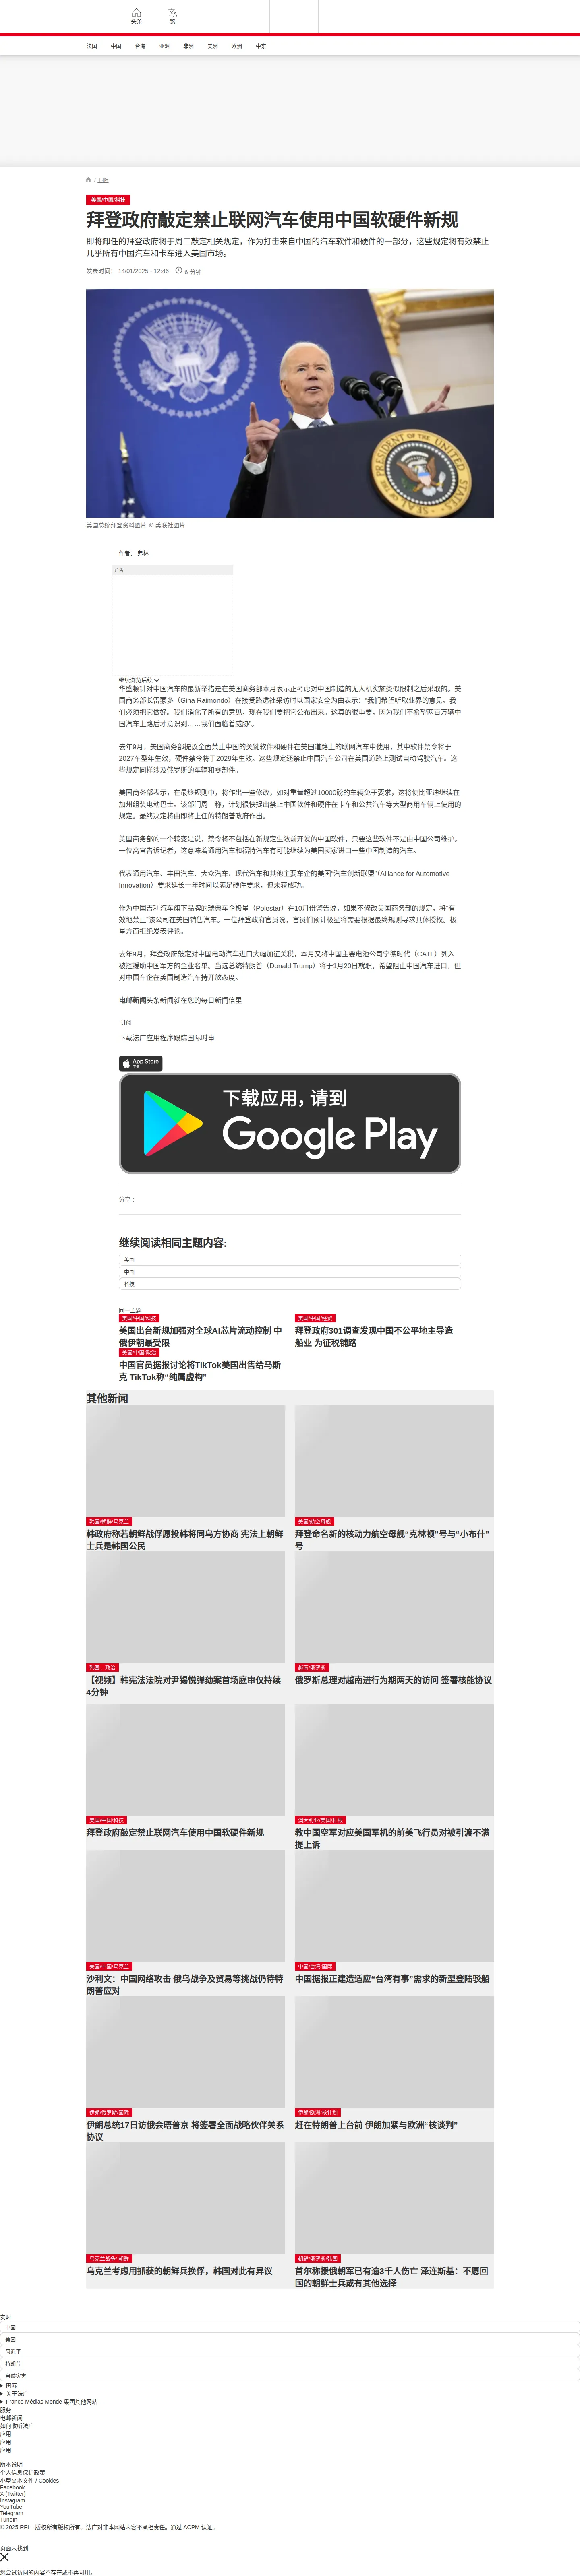 头条
繁
法国 中国 台海 亚洲 非洲 美洲 欧洲 中东
/ 国际
美国/中国/科技
拜登政府敲定禁止联网汽车使用中国软硬件新规
即将卸任的拜登政府将于周二敲定相关规定，作为打击来自中国的汽车软件和硬件的一部分，这些规定将有效禁止
几乎所有中国汽车和卡车进入美国市场。
发表时间： 14/01/2025 - 12:46 6 分钟
美国总统拜登资料图片 © 美联社图片
作者： 弗林
广告
继续浏览后续
华盛顿针对中国汽车的最新举措是在美国商务部本月表示正考虑对中国制造的无人机实施类似限制之后采取的。美
国商务部长雷蒙多（Gina Raimondo）在接受路透社采访时以国家安全为由表示：“我们希望听取业界的意见。我
们必须把它做好。我们消化了所有的意见，现在我们要把它公布出来。这真的很重要，因为我们不希望两百万辆中
国汽车上路后才意识到……我们面临着威胁”。
去年9月，美国商务部提议全面禁止中国的关键软件和硬件在美国道路上的联网汽车中使用，其中软件禁令将于
2027车型年生效，硬件禁令将于2029年生效。这些规定还禁止中国汽车公司在美国道路上测试自动驾驶汽车。这
些规定同样涉及俄罗斯的车辆和零部件。
美国商务部表示，在最终规则中，将作出一些修改，如对重量超过10000磅的车辆免于要求，这将使比亚迪继续在
加州组装电动巴士。该部门周一称，计划很快提出禁止中国软件和硬件在卡车和公共汽车等大型商用车辆上使用的
规定。最终决定将由即将上任的特朗普政府作出。
美国商务部的一个转变是说，禁令将不包括在新规定生效前开发的中国软件，只要这些软件不是由中国公司维护。
一位高官告诉记者，这意味着通用汽车和福特汽车有可能继续为美国买家进口一些中国制造的汽车。
代表通用汽车、丰田汽车、大众汽车、现代汽车和其他主要车企的美国“汽车创新联盟”（Alliance for Automotive
Innovation）要求延长一年时间以满足硬件要求，但未获成功。
作为中国吉利汽车旗下品牌的瑞典车企极星（Polestar）在10月份警告说，如果不修改美国商务部的规定，将“有
效地禁止”该公司在美国销售汽车。一位拜登政府官员说，官员们预计极星将需要根据最终规则寻求具体授权。极
星方面拒绝发表评论。
去年9月，拜登政府敲定对中国电动汽车进口大幅加征关税，本月又将中国主要电池公司宁德时代（CATL）列入
被控援助中国军方的企业名单。当选总统特朗普（Donald Trump）将于1月20日就职，希望阻止中国汽车进口，但
对中国车企在美国制造汽车持开放态度。
电邮新闻头条新闻就在您的每日新闻信里
订阅
下载法广应用程序跟踪国际时事
App Store
下载
下载应用，请到
Google Play
分享 :
继续阅读相同主题内容:
美国
中国
科技
同一主题
美国/中国/科技
美国出台新规加强对全球AI芯片流动控制 中
俄伊朝最受限
美国/中国/经贸
拜登政府301调查发现中国不公平地主导造
船业 为征税铺路
美国/中国/政治
中国官员据报讨论将TikTok美国出售给马斯
克 TikTok称“纯属虚构”
其他新闻
韩国/朝鲜/乌克兰
韩政府称若朝鲜战俘愿投韩将同乌方协商 宪法上朝鲜
士兵是韩国公民
美国/航空母舰
拜登命名新的核动力航空母舰“克林顿”号与“小布什”
号
韩国、政治
【视频】韩宪法法院对尹锡悦弹劾案首场庭审仅持续
4分钟
越南/俄罗斯
俄罗斯总理对越南进行为期两天的访问 签署核能协议
美国/中国/科技
拜登政府敲定禁止联网汽车使用中国软硬件新规
澳大利亚/美国/社橙
教中国空军对应美国军机的前美飞行员对被引渡不满
提上诉
美国/中国/乌克兰
沙利文：中国网络攻击 俄乌战争及贸易等挑战仍待特
朗普应对
中国/台湾/国际
中国据报正建造适应“台湾有事”需求的新型登陆驳船
伊朗/俄罗斯/国际
伊朗总统17日访俄会晤普京 将签署全面战略伙伴关系
协议
伊朗/欧洲/核计划
赶在特朗普上台前 伊朗加紧与欧洲“核谈判”
乌克兰战争/ 朝鲜
乌克兰考虑用抓获的朝鲜兵换俘，韩国对此有异议
朝鲜/俄罗斯/韩国
首尔称援俄朝军已有逾3千人伤亡 泽连斯基：不愿回
国的朝鲜士兵或有其他选择
实时
中国
美国
习近平
特朗普
自然灾害
国际
关于法广
France Médias Monde 集团其他网站
服务
电邮新闻
如何收听法广
应用
应用
应用
版本说明
个人信息保护政策
小型文本文件 / Cookies
Facebook
X (Twitter)
Instagram
YouTube
Telegram
TuneIn
© 2025 RFI – 版权所有版权所有。法广对非本网站内容不承担责任。通过 ACPM 认证。
页面未找到
您尝试访问的内容不存在或不再可用。